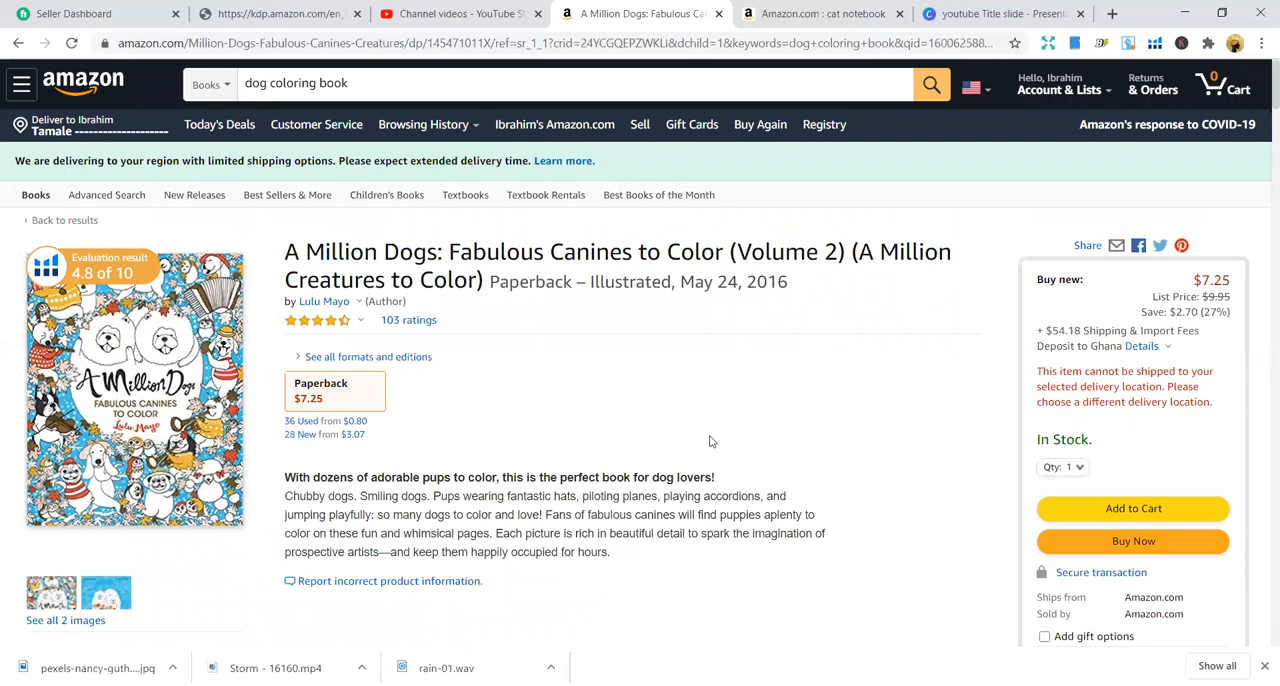 Seller Dashboard
https://kdp.amazon.com/en_
Channel videos - YouTube St
A Million Dogs: Fabulous Can
Amazon.com : cat notebook
youtube Title slide - Present
amazon.com/Million-Dogs-Fabulous-Canines-Creatures/dp/145471011X/ref=sr_1_1?crid=24YCGQEPZWKLi&dchild=1&keywords=dog+coloring+book&qid=160062588...
amazon
Books
dog coloring book
Hello, Ibrahim
Account & Lists
Returns
& Orders
0
Cart
Deliver to Ibrahim
Tamale
Today's Deals
Customer Service
Browsing History
Ibrahim's Amazon.com
Sell
Gift Cards
Buy Again
Registry
Amazon's response to COVID-19
We are delivering to your region with limited shipping options. Please expect extended delivery time. Learn more.
Books
Advanced Search
New Releases
Best Sellers & More
Children's Books
Textbooks
Textbook Rentals
Best Books of the Month
‹ Back to results
Evaluation result
4.8 of 10
A Million Dogs
FABULOUS CANINES
TO COLOR
Lulu Mayo
See all 2 images
A Million Dogs: Fabulous Canines to Color (Volume 2) (A Million
Creatures to Color) Paperback – Illustrated, May 24, 2016
by Lulu Mayo (Author)
103 ratings
See all formats and editions
Paperback
$7.25
36 Used from $0.80
28 New from $3.07
With dozens of adorable pups to color, this is the perfect book for dog lovers!
Chubby dogs. Smiling dogs. Pups wearing fantastic hats, piloting planes, playing accordions, and
jumping playfully: so many dogs to color and love! Fans of fabulous canines will find puppies aplenty to
color on these fun and whimsical pages. Each picture is rich in beautiful detail to spark the imagination of
prospective artists—and keep them happily occupied for hours.
Report incorrect product information.
Share
Buy new: $7.25
List Price: $9.95
Save: $2.70 (27%)
+ $54.18 Shipping & Import Fees
Deposit to Ghana Details
This item cannot be shipped to your
selected delivery location. Please
choose a different delivery location.
In Stock.
Qty: 1
Add to Cart
Buy Now
Secure transaction
Ships from Amazon.com
Sold by Amazon.com
Add gift options
pexels-nancy-guth....jpg
Storm - 16160.mp4
rain-01.wav
Show all